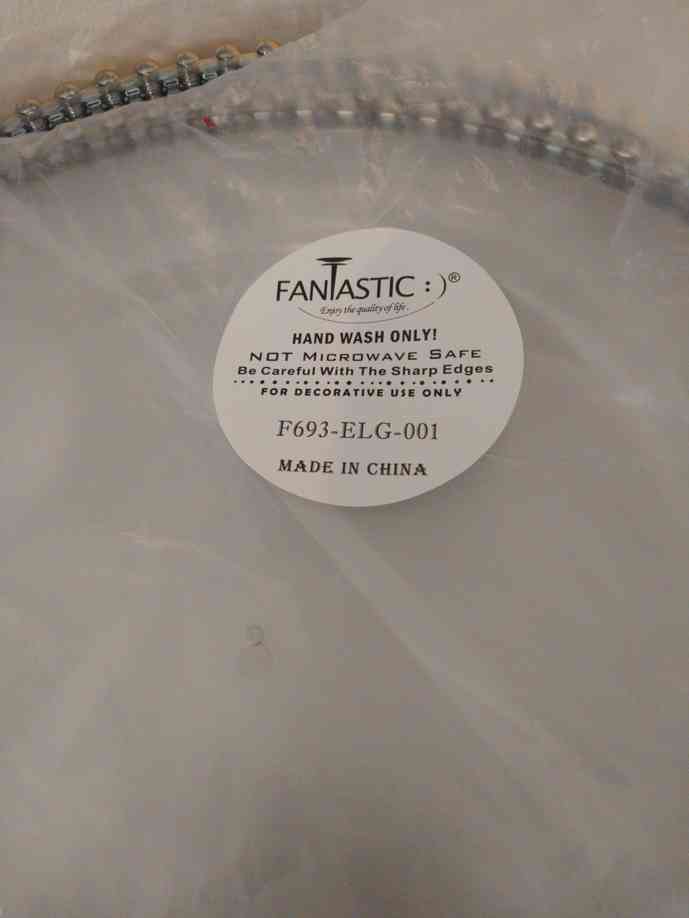 FANTASTIC :)®
Enjoy the quality of life.
HAND WASH ONLY!
NOT MICROWAVE SAFE
Be Careful With The Sharp Edges
FOR DECORATIVE USE ONLY
F693-ELG-001
MADE IN CHINA